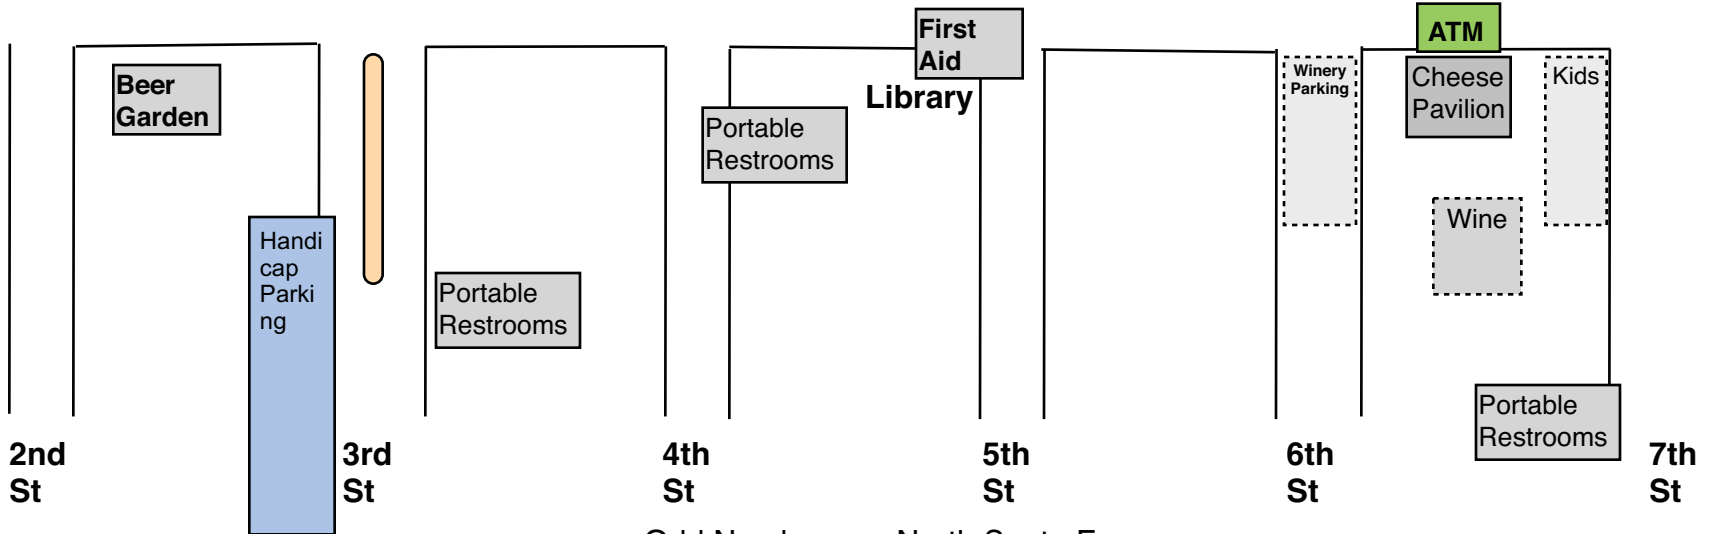 First
Aid
ATM
Beer
Garden
Winery
Parking
Cheese
Pavilion
Kids
Library
Portable
Restrooms
Wine
Handi
cap
Parki
ng
Portable
Restrooms
Portable
Restrooms
2nd
St
3rd
St
4th
St
5th
St
6th
St
7th
St